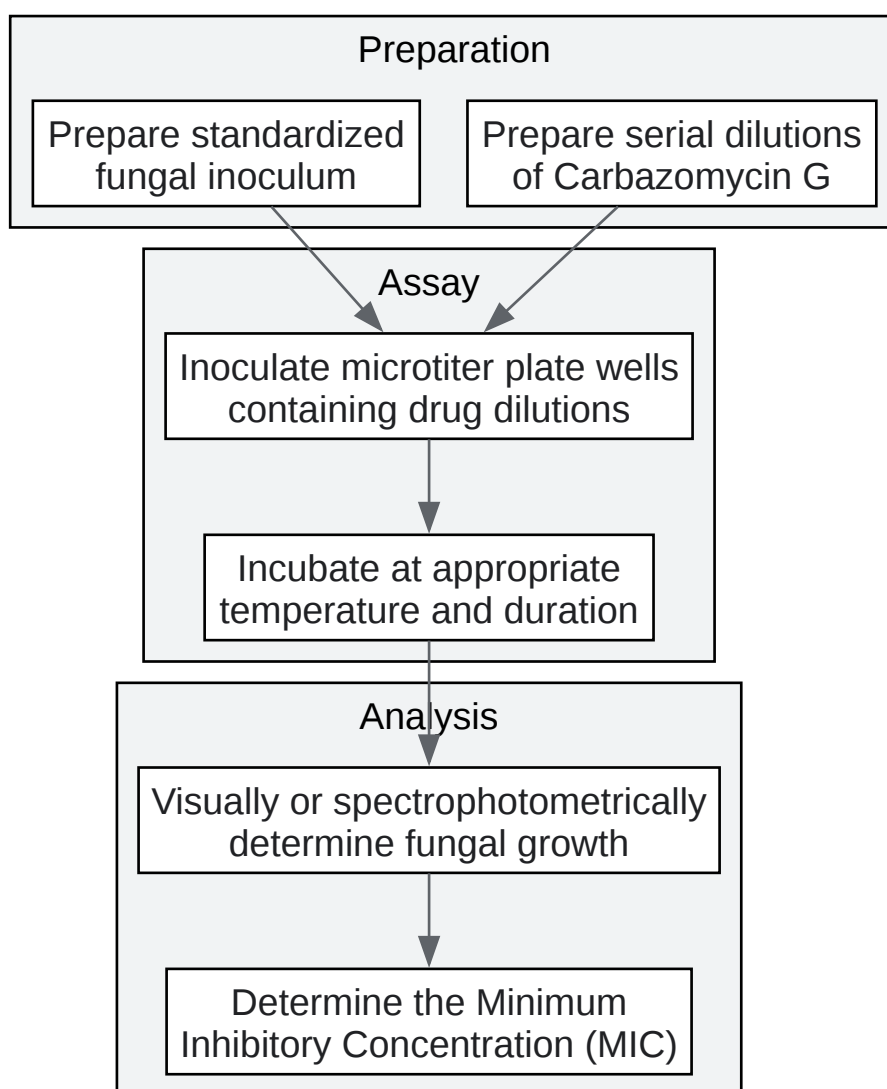 Preparation
Prepare standardized
fungal inoculum
Prepare serial dilutions
of Carbazomycin G
Assay
Inoculate microtiter plate wells
containing drug dilutions
Incubate at appropriate
temperature and duration
Analysis
Visually or spectrophotometrically
determine fungal growth
Determine the Minimum
Inhibitory Concentration (MIC)